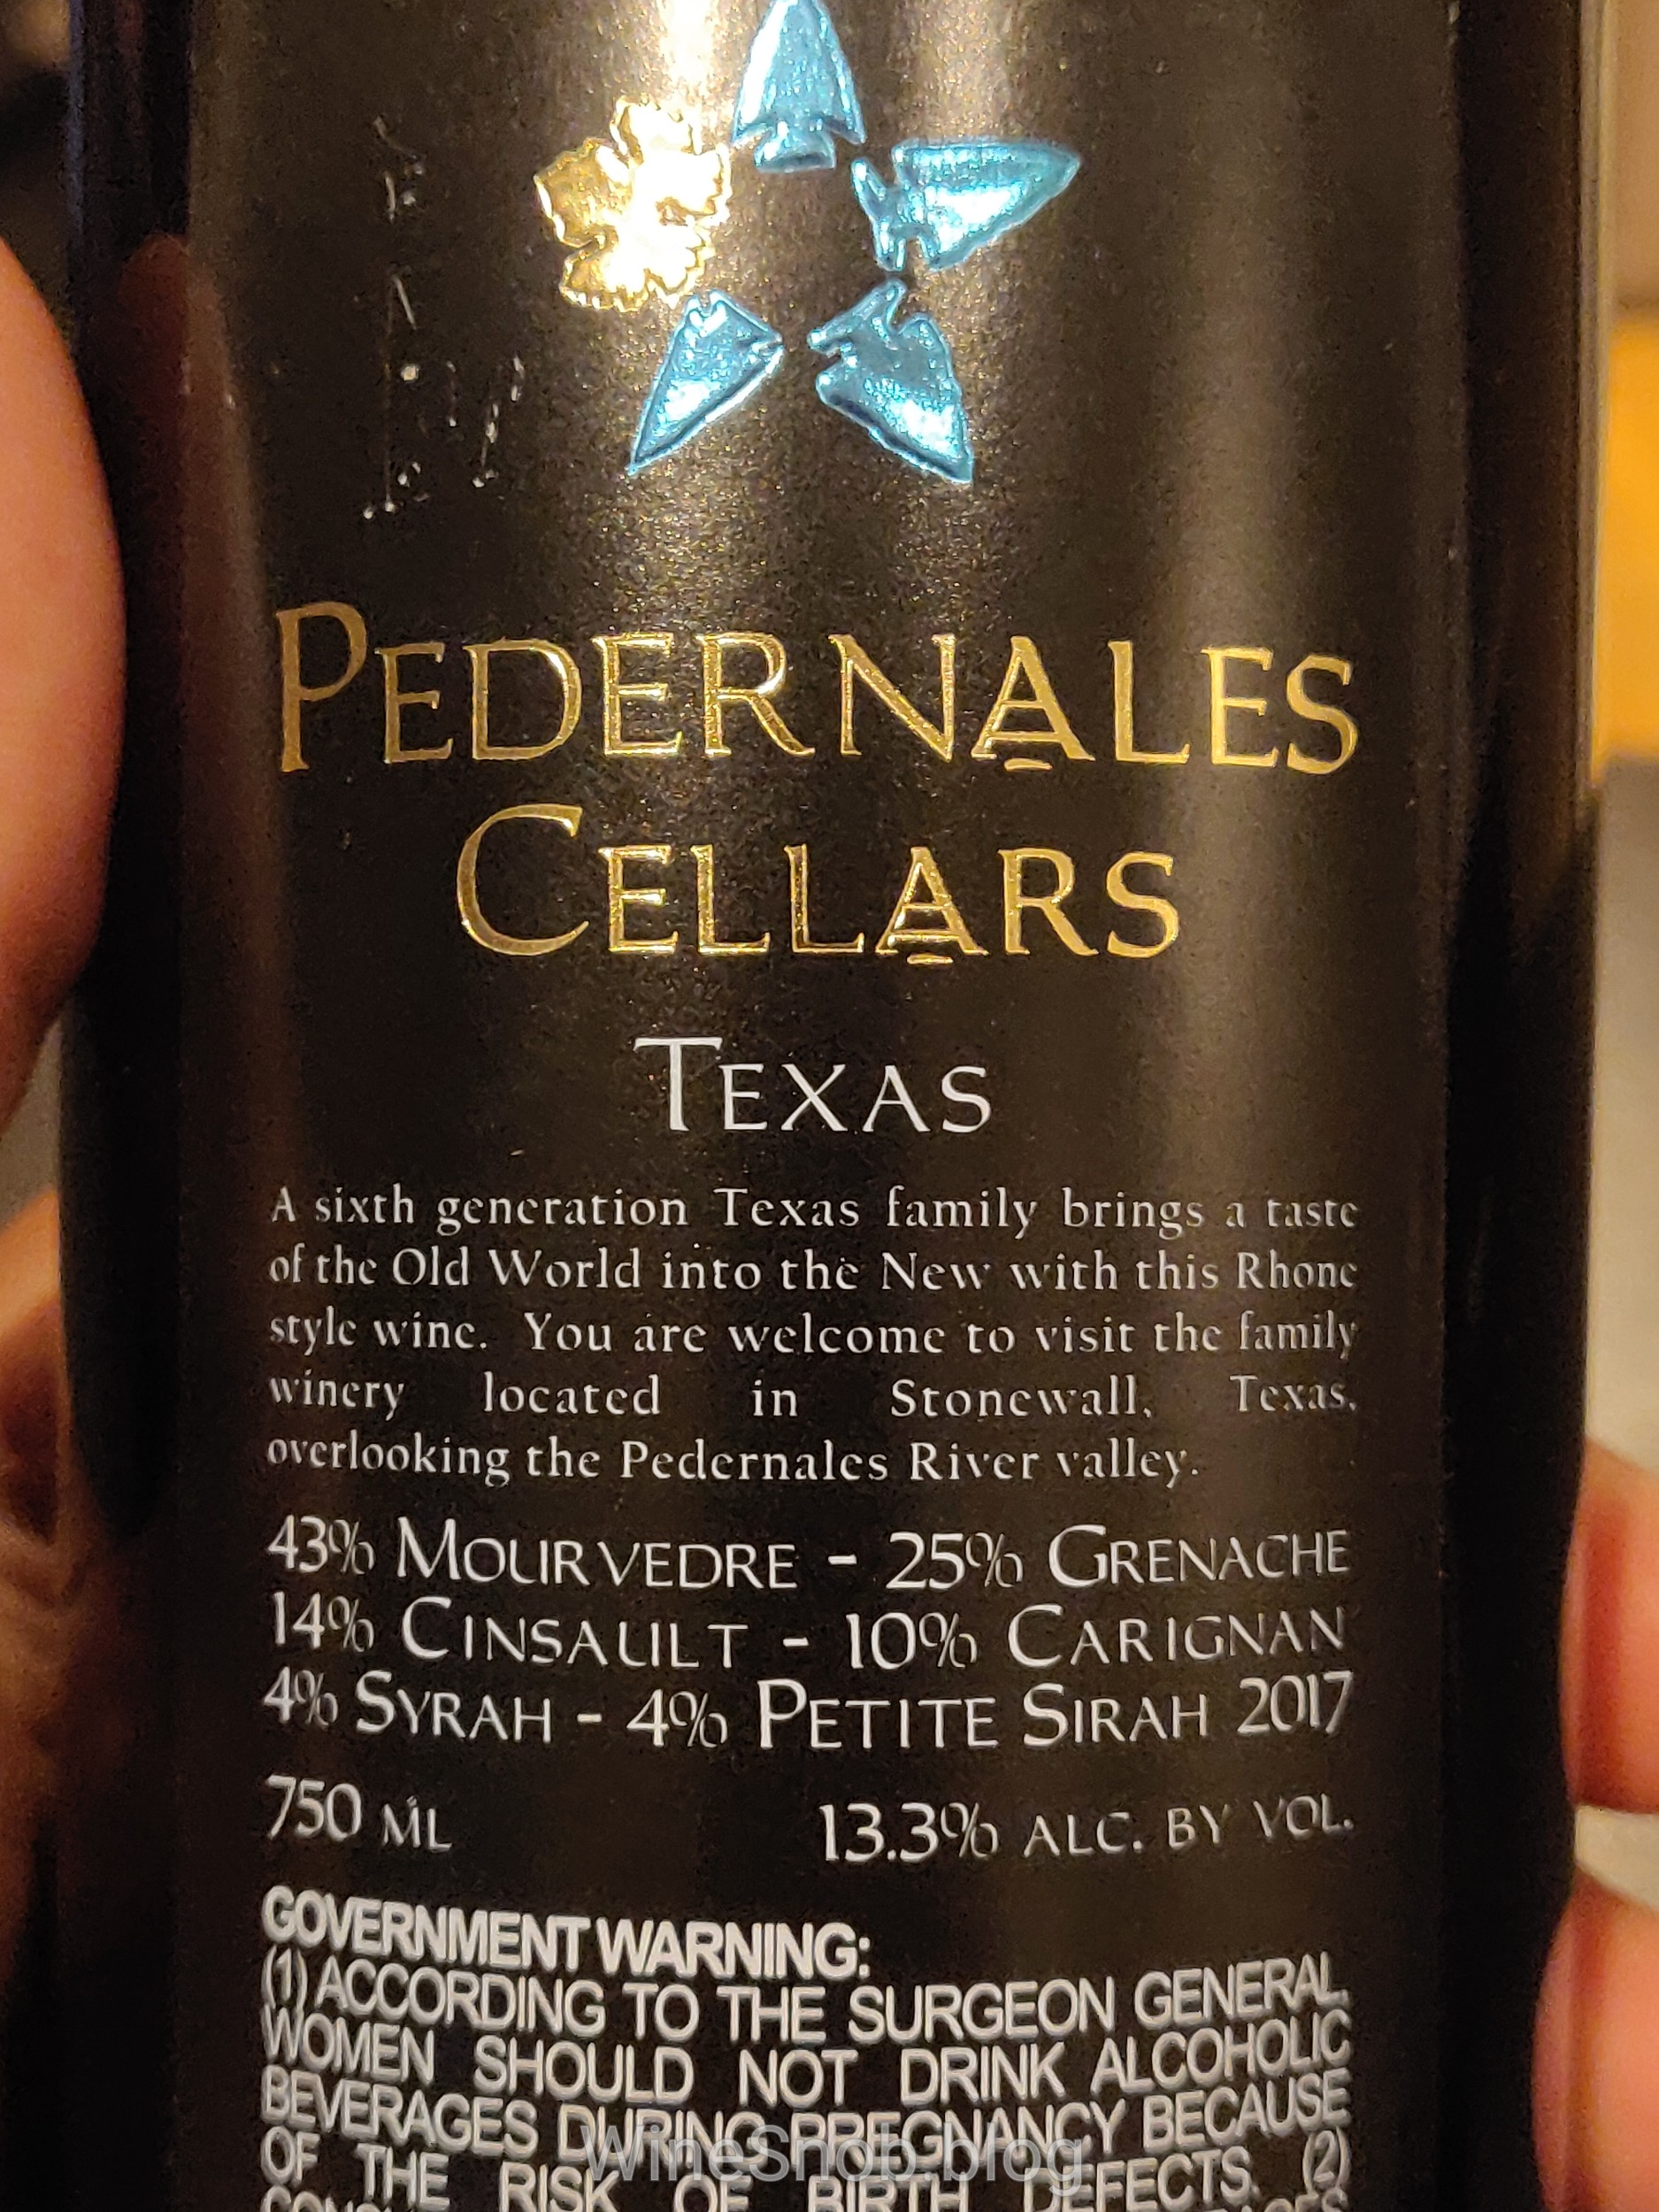 PEDERNALES
CELLARS
TEXAS
A sixth generation Texas family brings a taste
of the Old World into the New with this Rhone
style wine. You are welcome to visit the family
winery located in Stonewall, Texas,
overlooking the Pedernales River valley.
43% MOURVEDRE - 25% GRENACHE
14% CINSAULT - 10% CARIGNAN
4% SYRAH - 4% PETITE SIRAH 2017
750 ML 13.3% ALC. BY VOL.
GOVERNMENT WARNING:
(1) ACCORDING TO THE SURGEON GENERAL,
WOMEN SHOULD NOT DRINK ALCOHOLIC
BEVERAGES DURING PREGNANCY BECAUSE
OF THE RISK OF BIRTH DEFECTS. (2)
WineSnob.blog